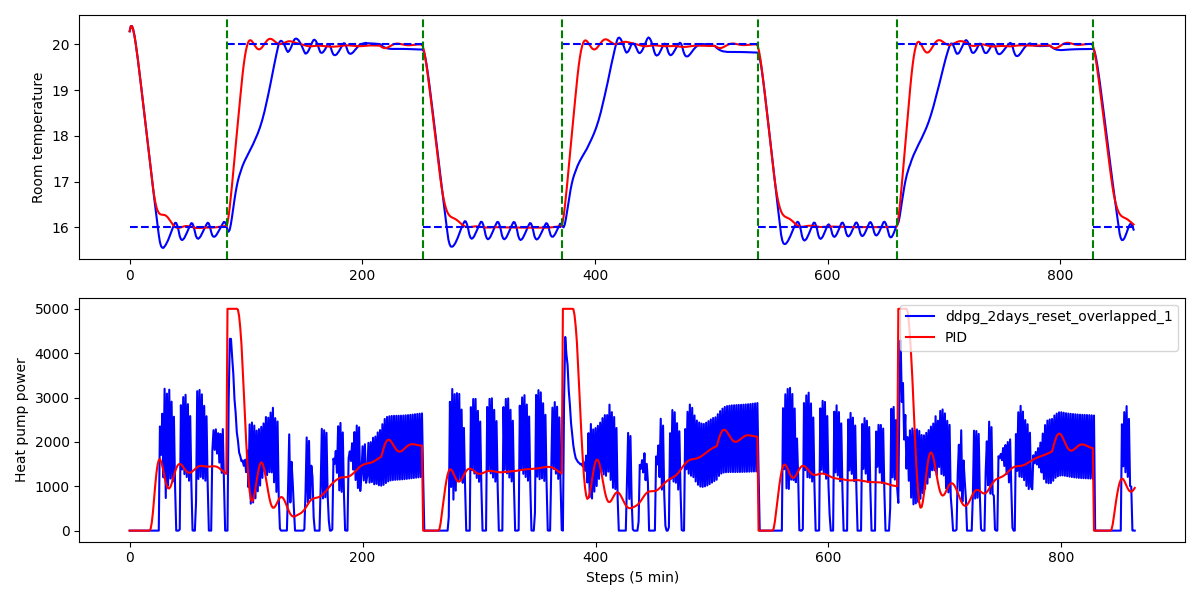 Room temperature
20
19
18
17
16
0 200 400 600 800
Heat pump power
5000
4000
3000
2000
1000
0
ddpg_2days_reset_overlapped_1
PID
0 200 400 600 800
Steps (5 min)